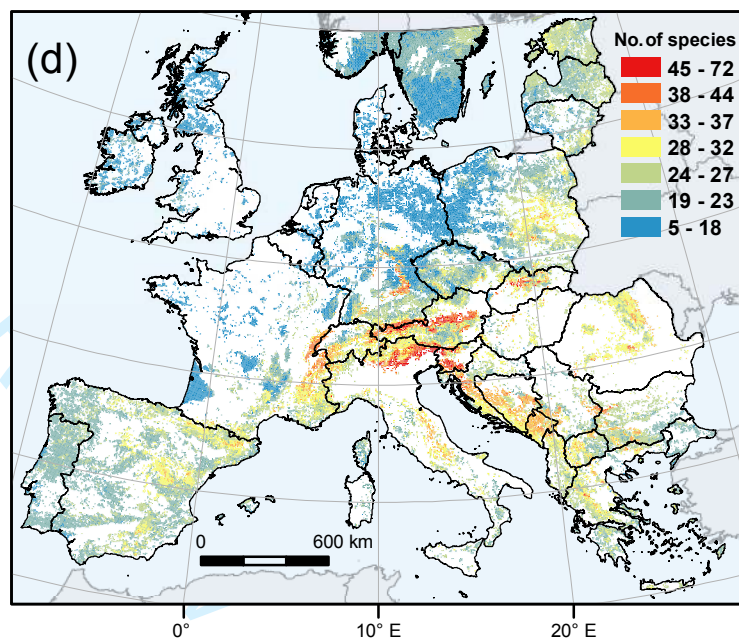 (d)
No. of species
45 - 72
38 - 44
33 - 37
28 - 32
24 - 27
19 - 23
5 - 18
0 600 km
0° 10° E 20° E